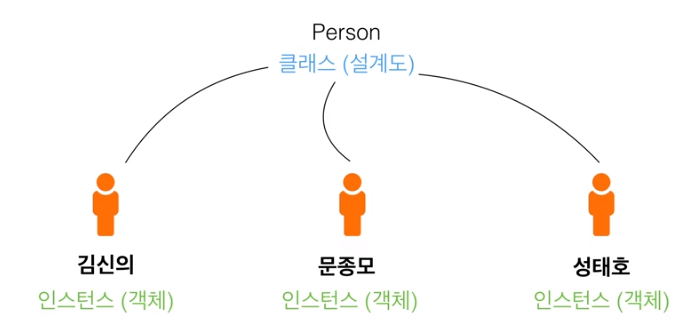 Person
클래스 (설계도)
김신의
문종모
성태호
인스턴스 (객체)
인스턴스 (객체)
인스턴스 (객체)